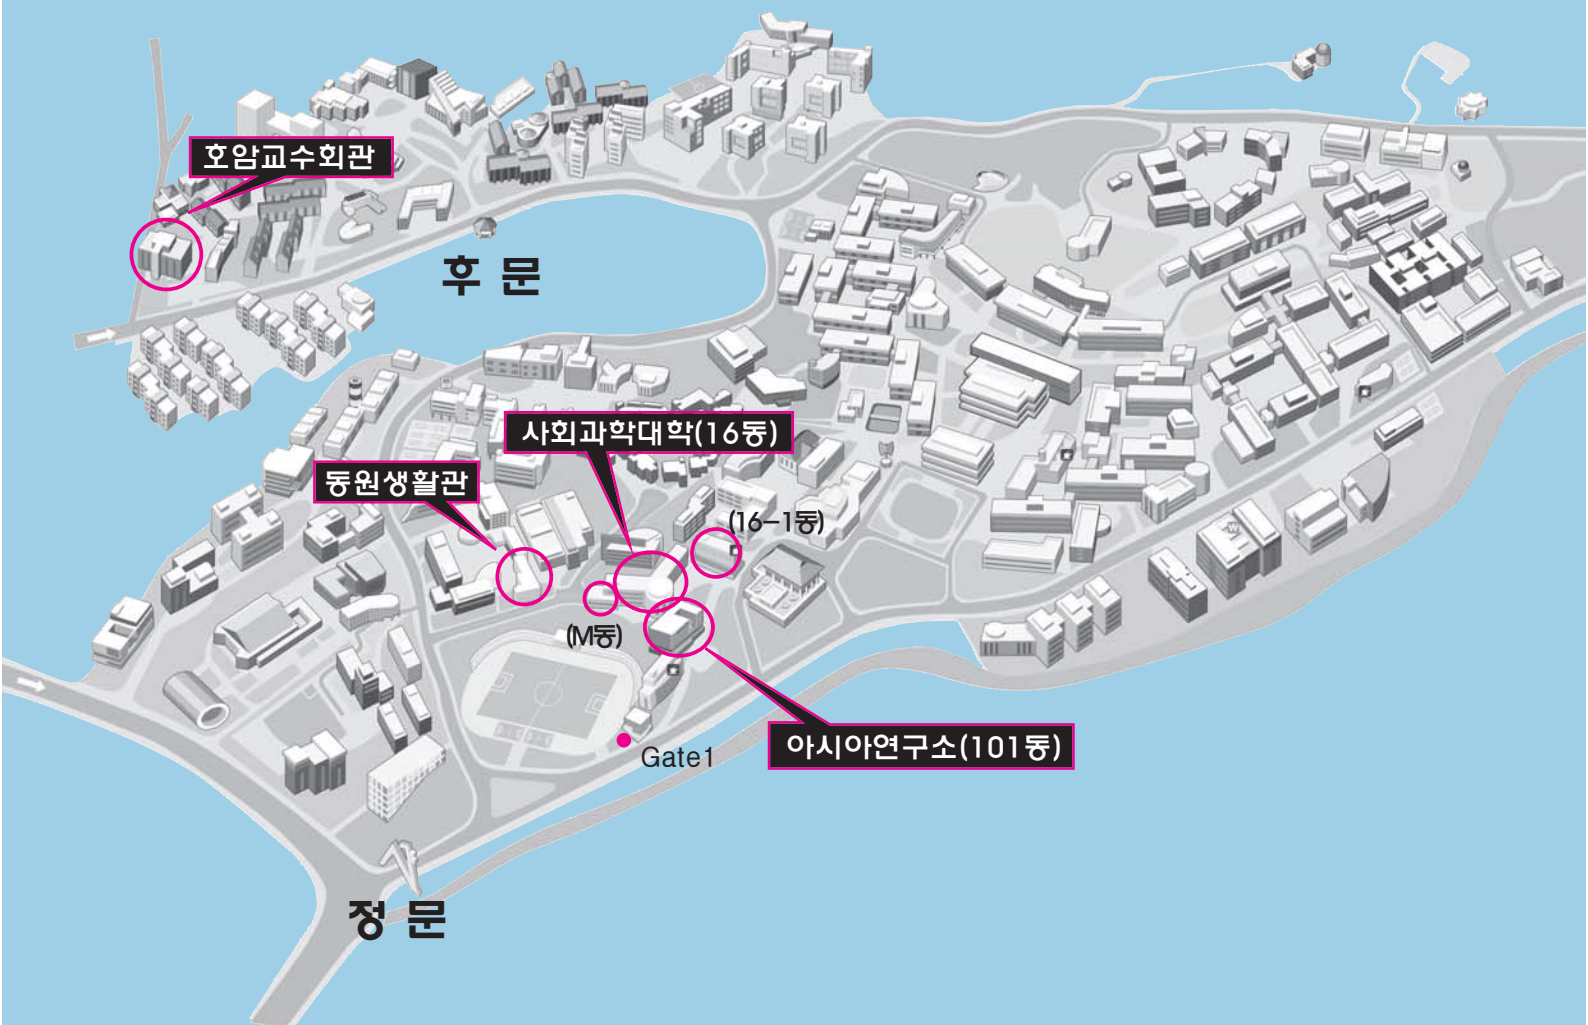 호암교수회관
후 문
사회과학대학(16동)
동원생활관
(16-1동)
(M동)
Gate1
아시아연구소(101동)
정 문